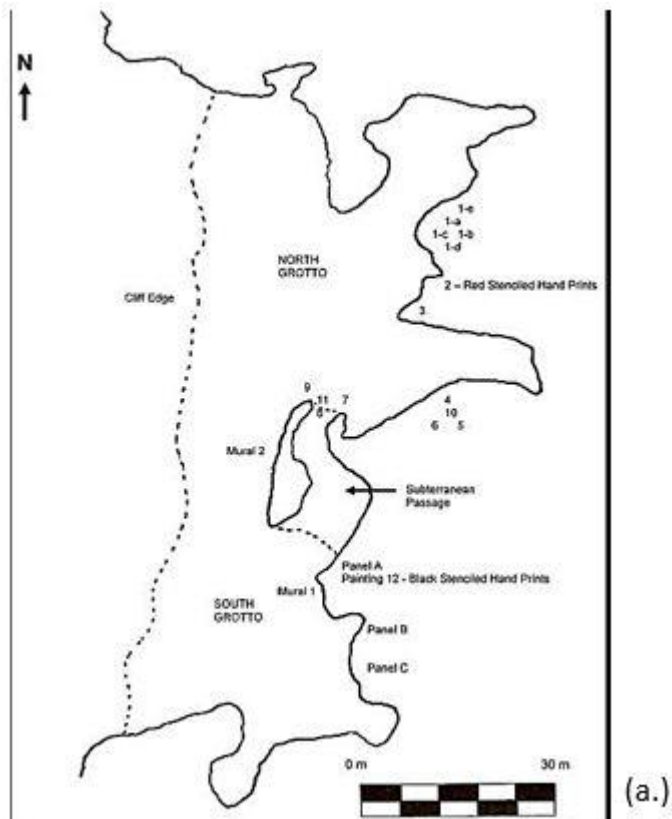 N
1-e
1-a
1-c 1-b
1-d
NORTH
GROTTO
2 – Red Stenciled Hand Prints
Cliff Edge
3
9
11 7
4
10
6 5
Mural 2
Subterranean
Passage
Panel A
Painting 12 - Black Stenciled Hand Prints
Mural 1
SOUTH
GROTTO
Panel B
Panel C
0 m 30 m
(a.)